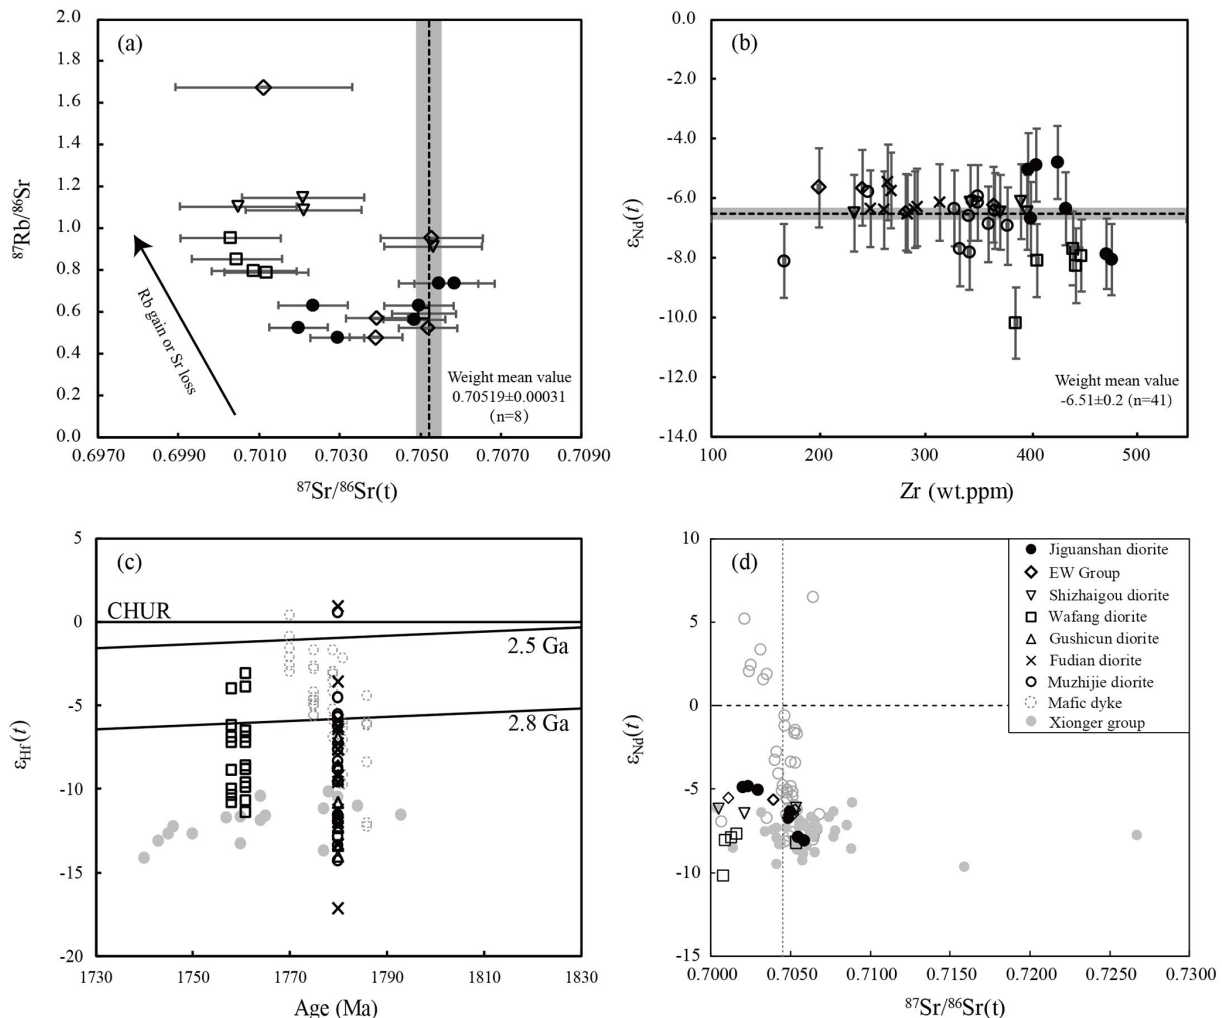 (a)
2.0
1.8
1.6
1.4
1.2
1.0
0.8
0.6
0.4
0.2
0.0
87Rb/86Sr
Rb gain or Sr loss
Weight mean value
0.70519±0.00031
(n=8)
0.6970
0.6990
0.7010
0.7030
0.7050
0.7070
0.7090
87Sr/86Sr(t)
(b)
0.0
-2.0
-4.0
-6.0
-8.0
-10.0
-12.0
-14.0
εNd(t)
Weight mean value
-6.51±0.2 (n=41)
100
200
300
400
500
Zr (wt.ppm)
(c)
5
0
-5
-10
-15
-20
εHf(t)
CHUR
2.5 Ga
2.8 Ga
1730
1750
1770
1790
1810
1830
Age (Ma)
(d)
10
5
0
-5
-10
-15
εNd(t)
Jiguanshan diorite
EW Group
Shizhaigou diorite
Wafang diorite
Gushicun diorite
Fudian diorite
Muzhijie diorite
Mafic dyke
Xionger group
0.7000
0.7050
0.7100
0.7150
0.7200
0.7250
0.7300
87Sr/86Sr(t)